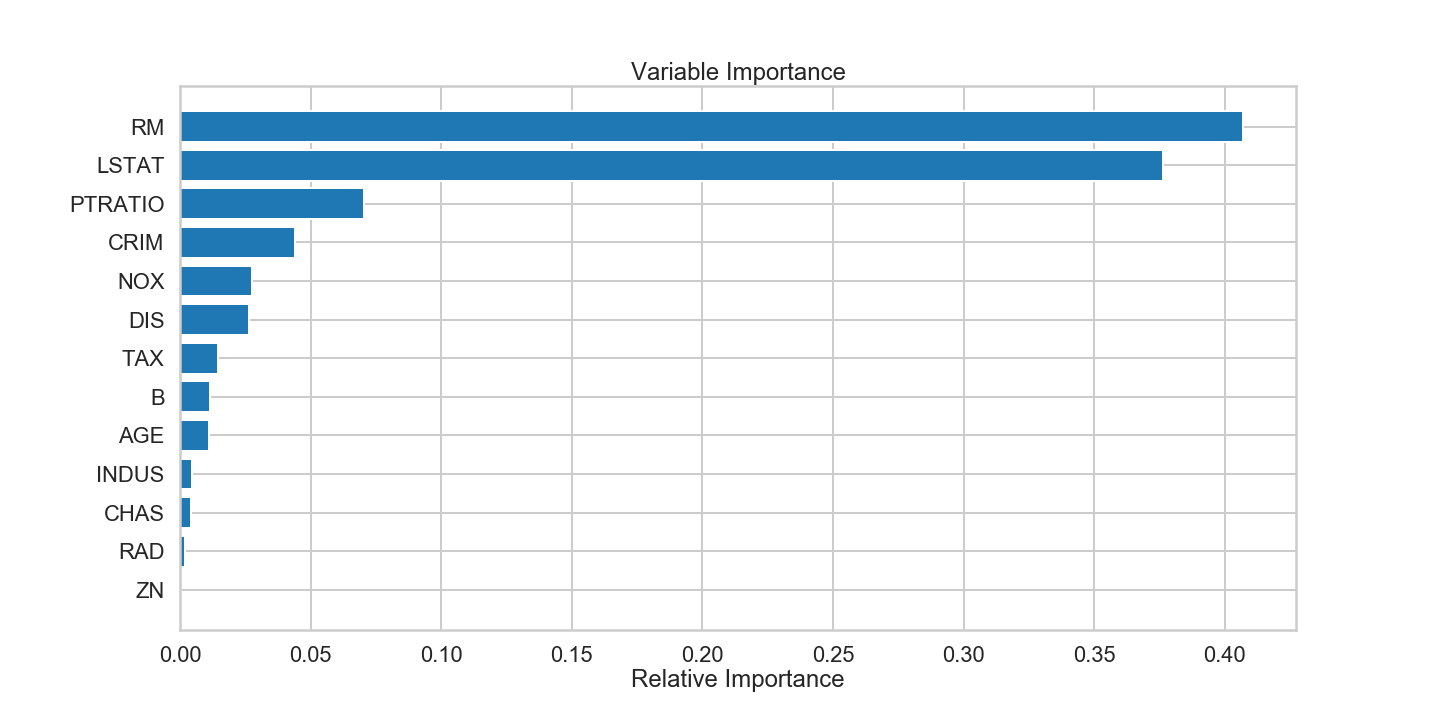 Variable Importance
RM
LSTAT
PTRATIO
CRIM
NOX
DIS
TAX
B
AGE
INDUS
CHAS
RAD
ZN
0.00 0.05 0.10 0.15 0.20 0.25 0.30 0.35 0.40
Relative Importance